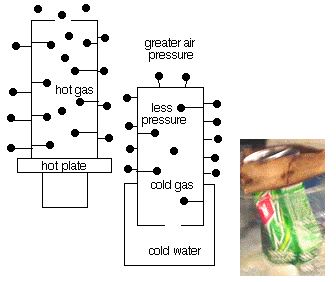 greater air
pressure
hot gas
less
pressure
hot plate
cold gas
cold water